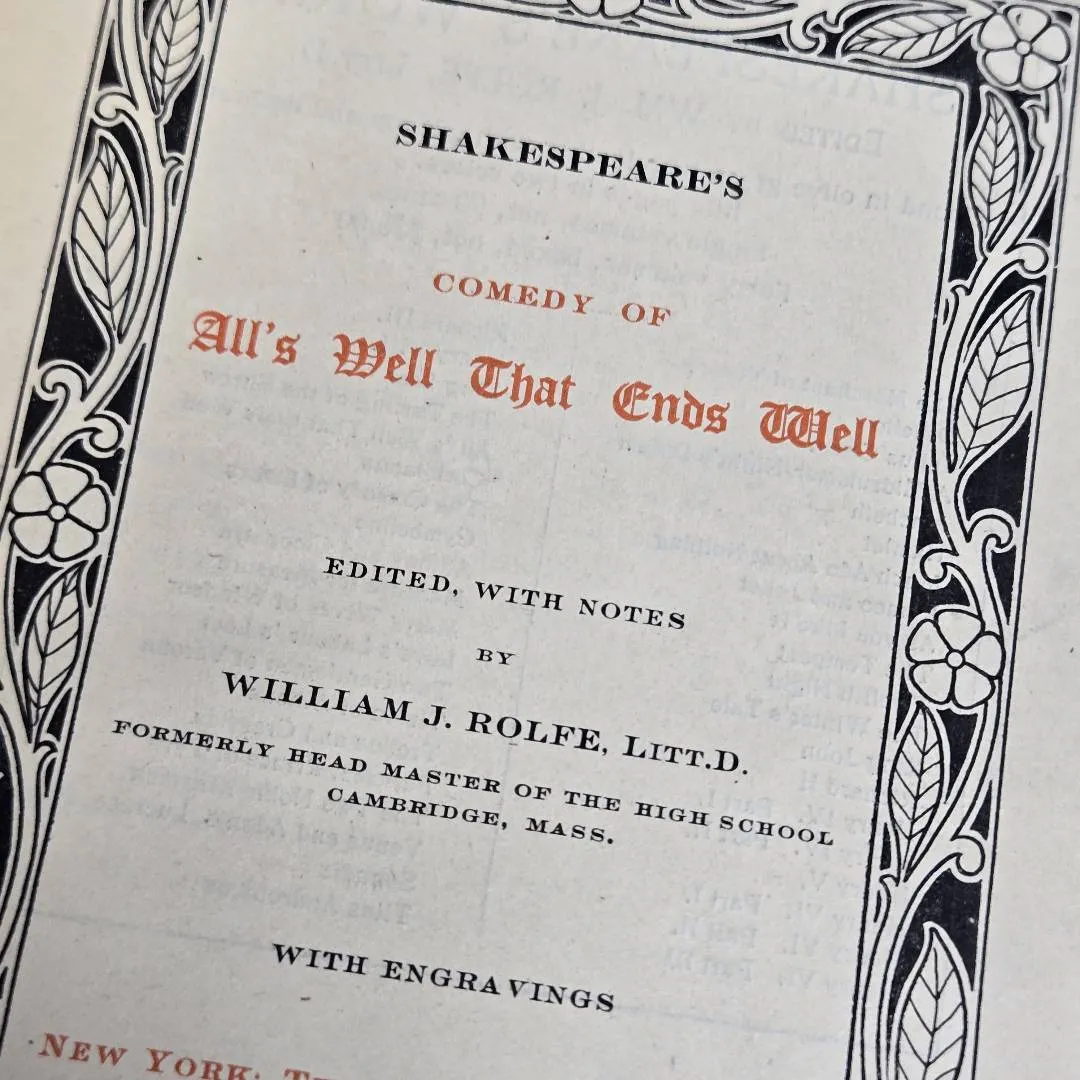 SHAKESPEARE'S
COMEDY OF
All's Well That Ends Well
EDITED, WITH NOTES
BY
WILLIAM J. ROLFE, LITT.D.
FORMERLY HEAD MASTER OF THE HIGH SCHOOL
CAMBRIDGE, MASS.
WITH ENGRAVINGS
NEW YORK: